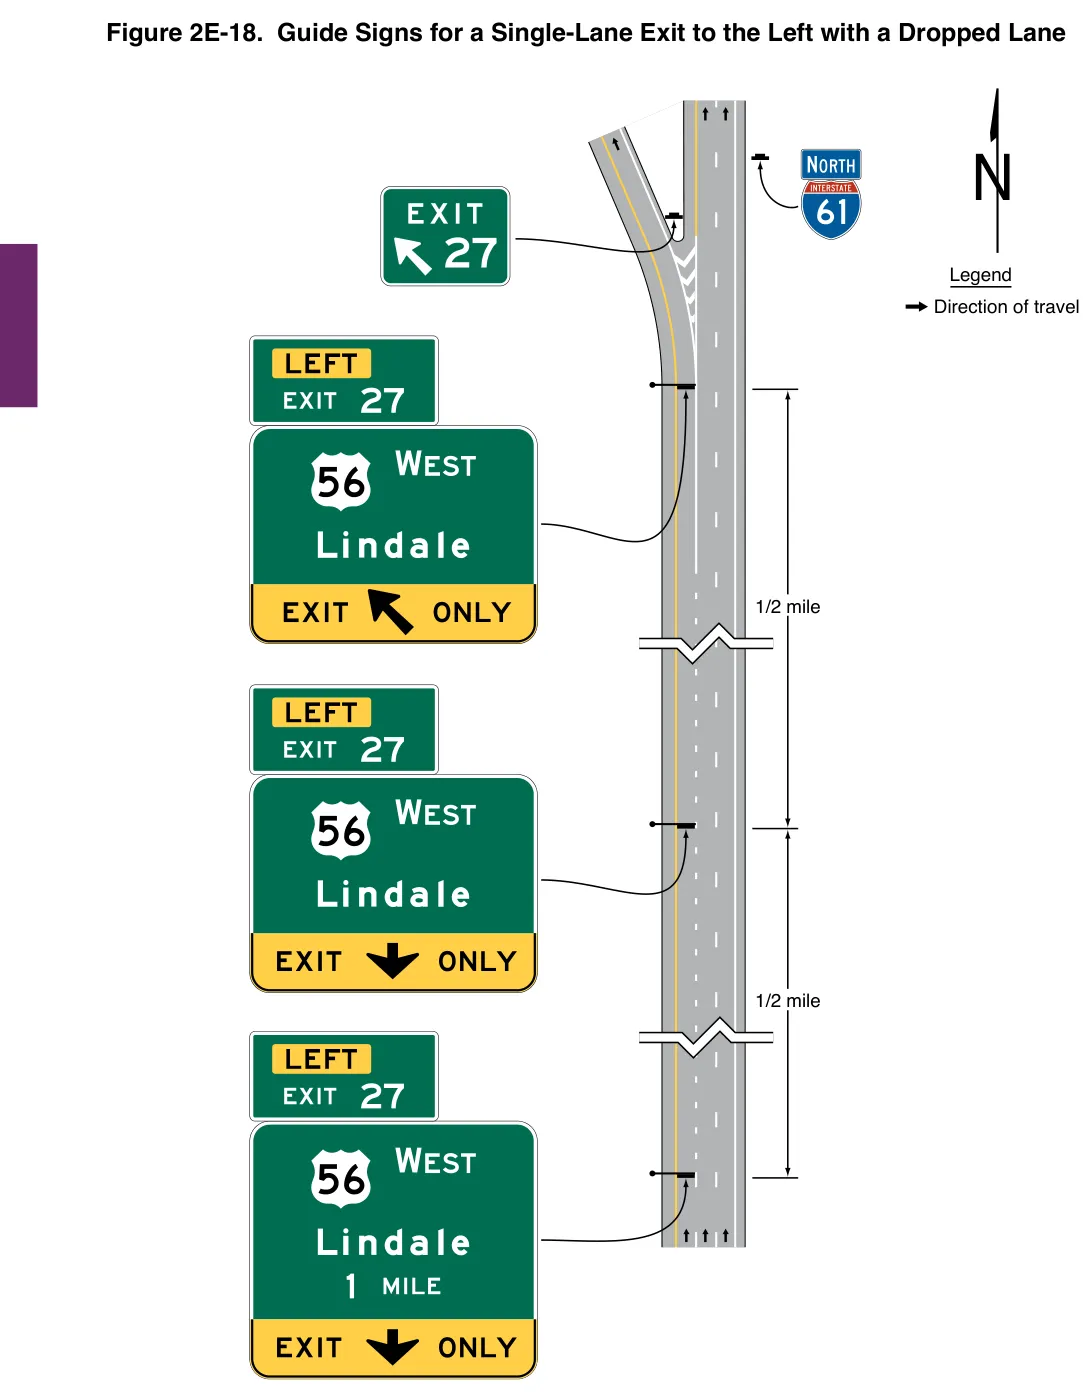 Figure 2E-18.  Guide Signs for a Single-Lane Exit to the Left with a Dropped Lane
NORTH
INTERSTATE
61
N
Legend
Direction of travel
EXIT
27
LEFT
EXIT 27
56 WEST
Lindale
EXIT ONLY
1/2 mile
LEFT
EXIT 27
56 WEST
Lindale
EXIT ONLY
1/2 mile
LEFT
EXIT 27
56 WEST
Lindale
1 MILE
EXIT ONLY